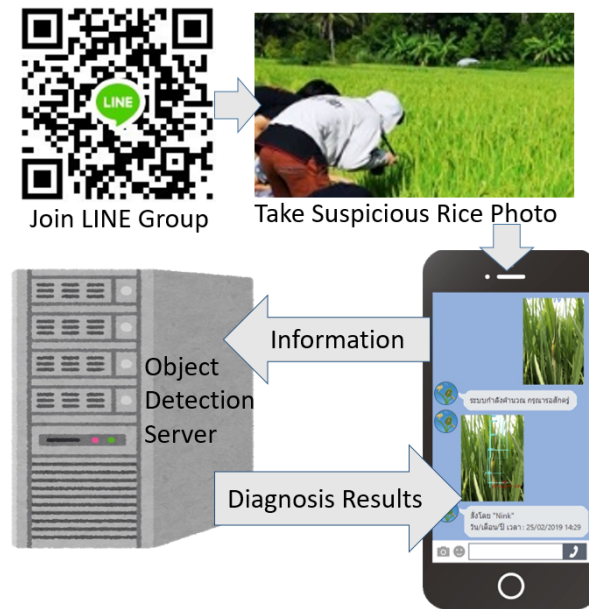 LINE
Join LINE Group
Take Suspicious Rice Photo
Information
Object
Detection
Server
Diagnosis Results
ระบบกำลังคำนวณ กรุณารอสักครู่
สั่งโดย "Nink"
วัน/เดือน/ปี เวลา : 25/02/2019 14:29